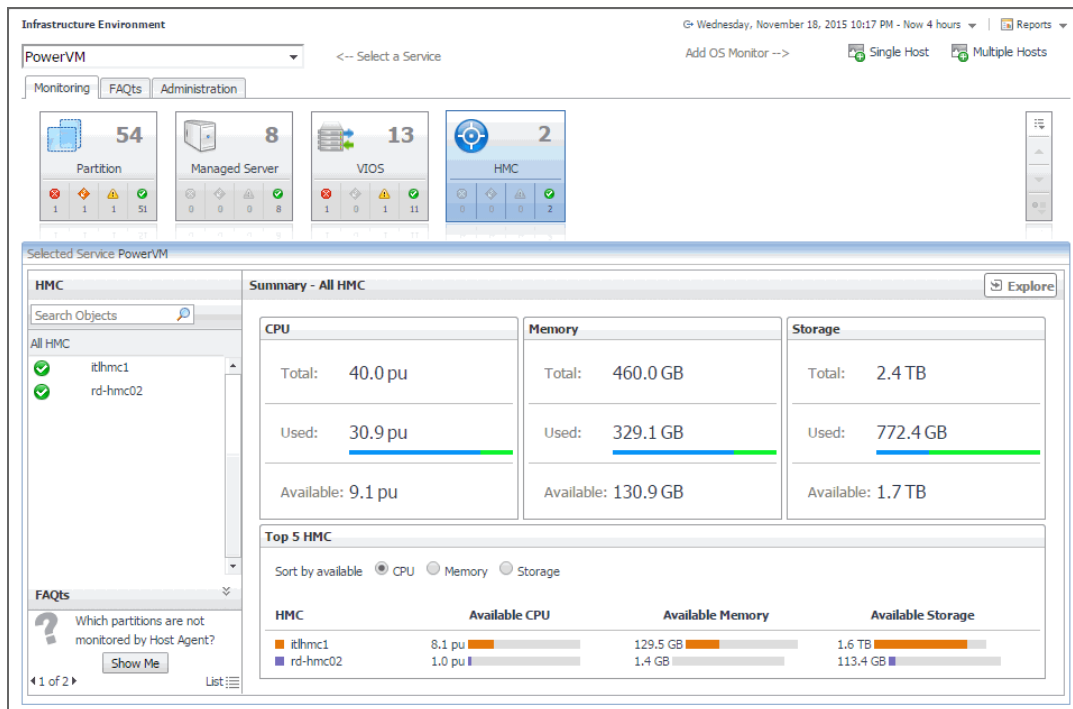 Infrastructure Environment
Wednesday, November 18, 2015 10:17 PM - Now 4 hours
Reports
PowerVM
<-- Select a Service
Add OS Monitor -->
Single Host
Multiple Hosts
Monitoring
FAQts
Administration
54
Partition
1 1 1 51
8
Managed Server
0 0 0 8
13
VIOS
1 0 1 11
2
HMC
0 0 0 2
Selected Service PowerVM
HMC
Search Objects
All HMC
itlhmc1
rd-hmc02
FAQts
Which partitions are not
monitored by Host Agent?
Show Me
1 of 2
List
Summary - All HMC
Explore
CPU
Total: 40.0 pu
Used: 30.9 pu
Available: 9.1 pu
Memory
Total: 460.0 GB
Used: 329.1 GB
Available: 130.9 GB
Storage
Total: 2.4 TB
Used: 772.4 GB
Available: 1.7 TB
Top 5 HMC
Sort by available CPU Memory Storage
HMC Available CPU Available Memory Available Storage
itlhmc1 8.1 pu 129.5 GB 1.6 TB
rd-hmc02 1.0 pu 1.4 GB 113.4 GB